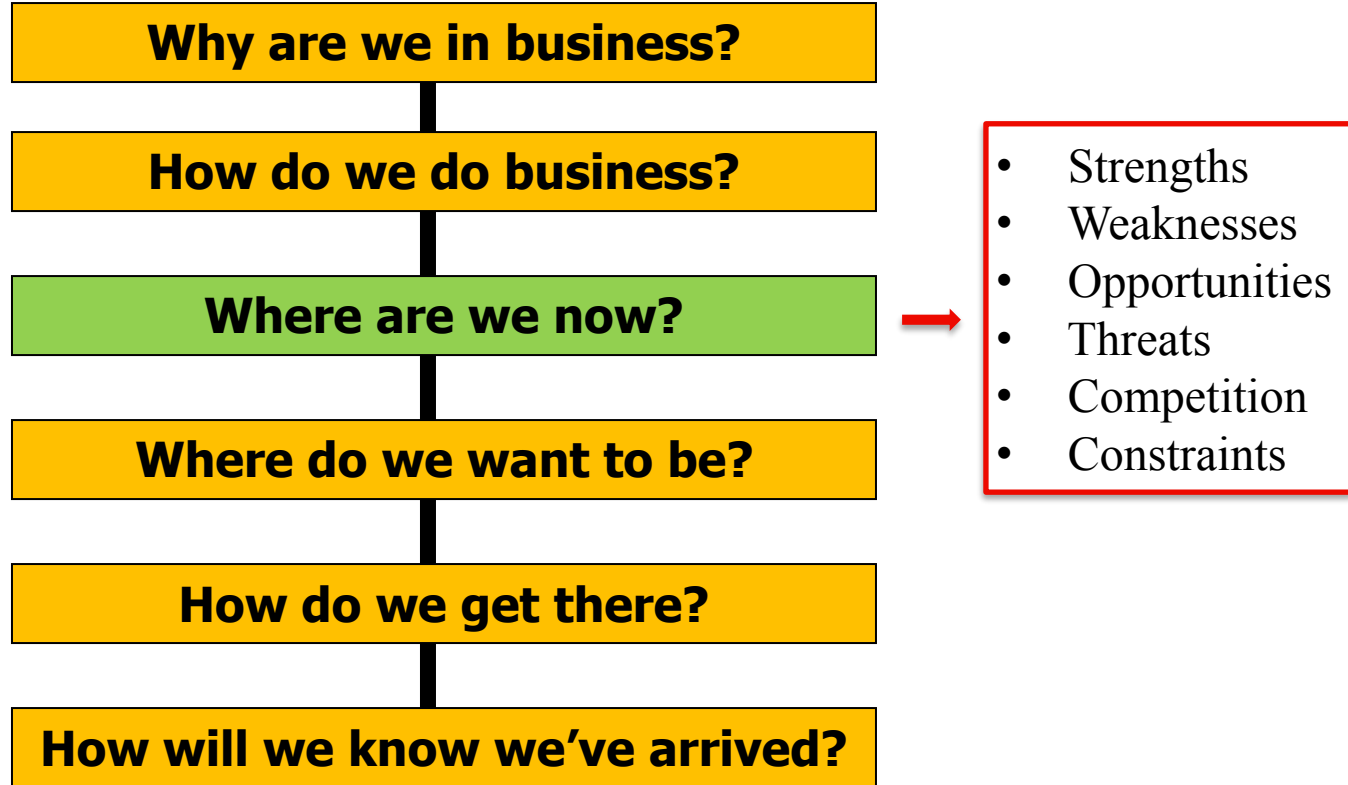 Why are we in business?
How do we do business?
Where are we now?
Where do we want to be?
How do we get there?
How will we know we’ve arrived?
• Strengths
• Weaknesses
• Opportunities
• Threats
• Competition
• Constraints